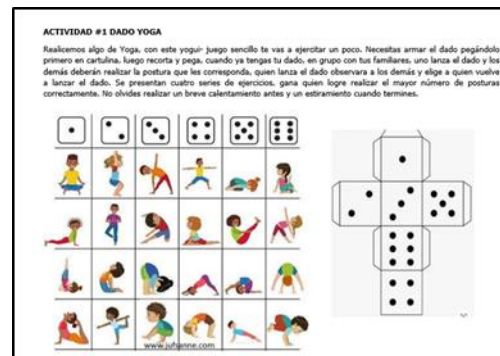 ACTIVIDAD #1 DADO YOGA
Realicemos algo de Yoga, con este yogui- juego sencillo te vas a ejercitar un poco. Necesitas armar el dado pegándolo
primero en cartulina, luego recorta y pega, cuando ya tengas tu dado, en grupo con tus familiares, uno lanza el dado y los
demás deberán realizar la postura que les corresponda, quien lanza el dado observara a los demás y elige a quien vuelve
a lanzar el dado. Se presentan cuatro series de ejercicios, gana quien logre realizar el mayor número de posturas
correctamente. No olvides realizar un breve calentamiento antes y un estiramiento cuando termines.